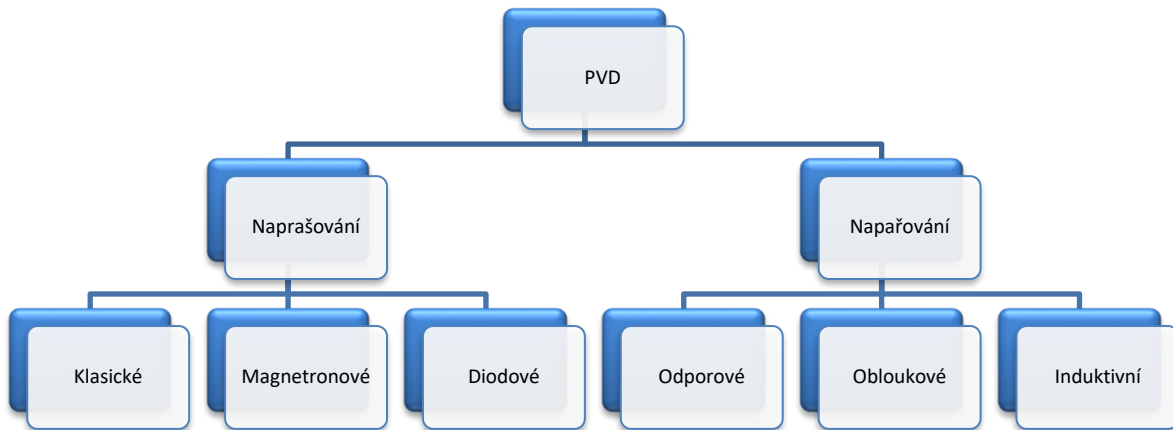 PVD
Naprašování
Napařování
Klasické
Magnetronové
Diodové
Odporové
Obloukové
Induktivní